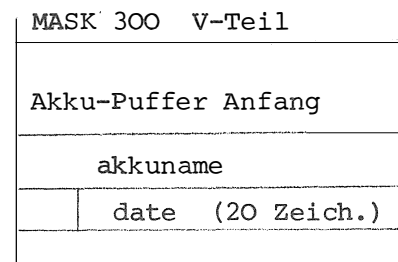 MASK 300 V-Teil
Akku-Puffer Anfang
akkuname
date (20 Zeich.)